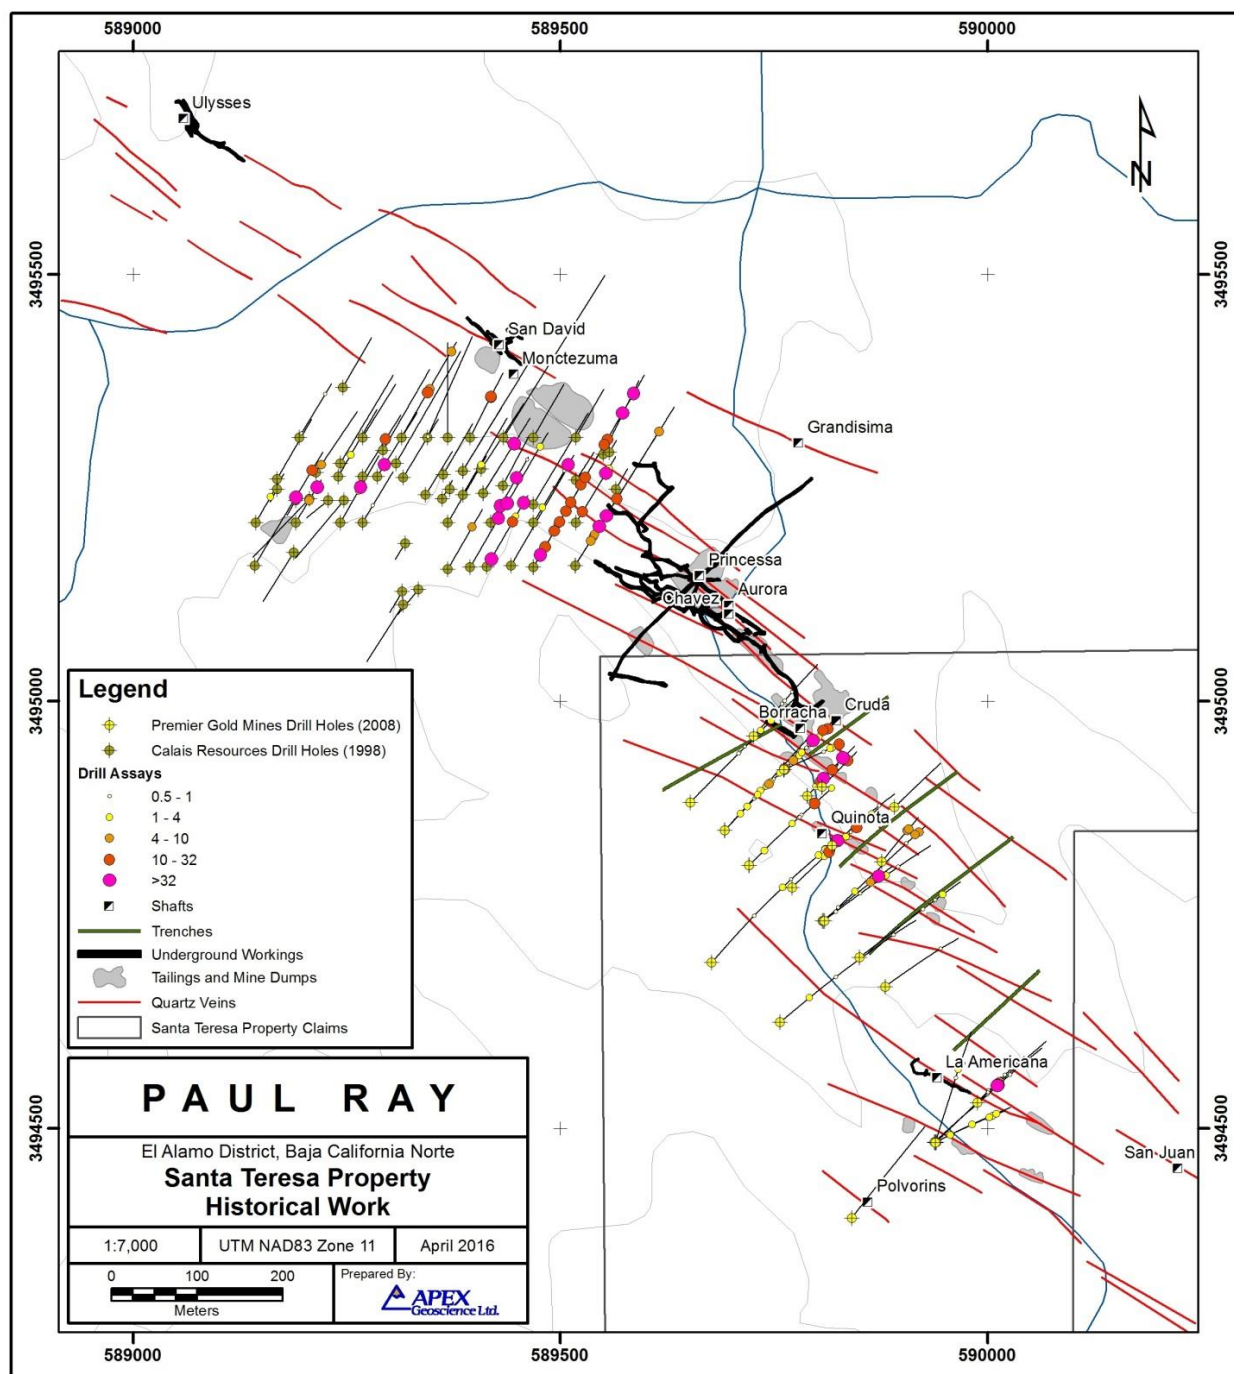 589000
589500
590000
3495500
3495500
3495000
3495000
3494500
3494500
N
Ulysses
San David
Monctezuma
Grandisima
Princessa
Aurora
Chavez
Borracha
Cruda
Quinota
La Americana
San Juan
Polvorins
Legend
Premier Gold Mines Drill Holes (2008)
Calais Resources Drill Holes (1998)
Drill Assays
0.5 - 1
1 - 4
4 - 10
10 - 32
>32
Shafts
Trenches
Underground Workings
Tailings and Mine Dumps
Quartz Veins
Santa Teresa Property Claims
PAUL RAY
El Alamo District, Baja California Norte
Santa Teresa Property
Historical Work
1:7,000
UTM NAD83 Zone 11
April 2016
0 100 200
Meters
Prepared By:
APEX
Geoscience Ltd.
589000
589500
590000